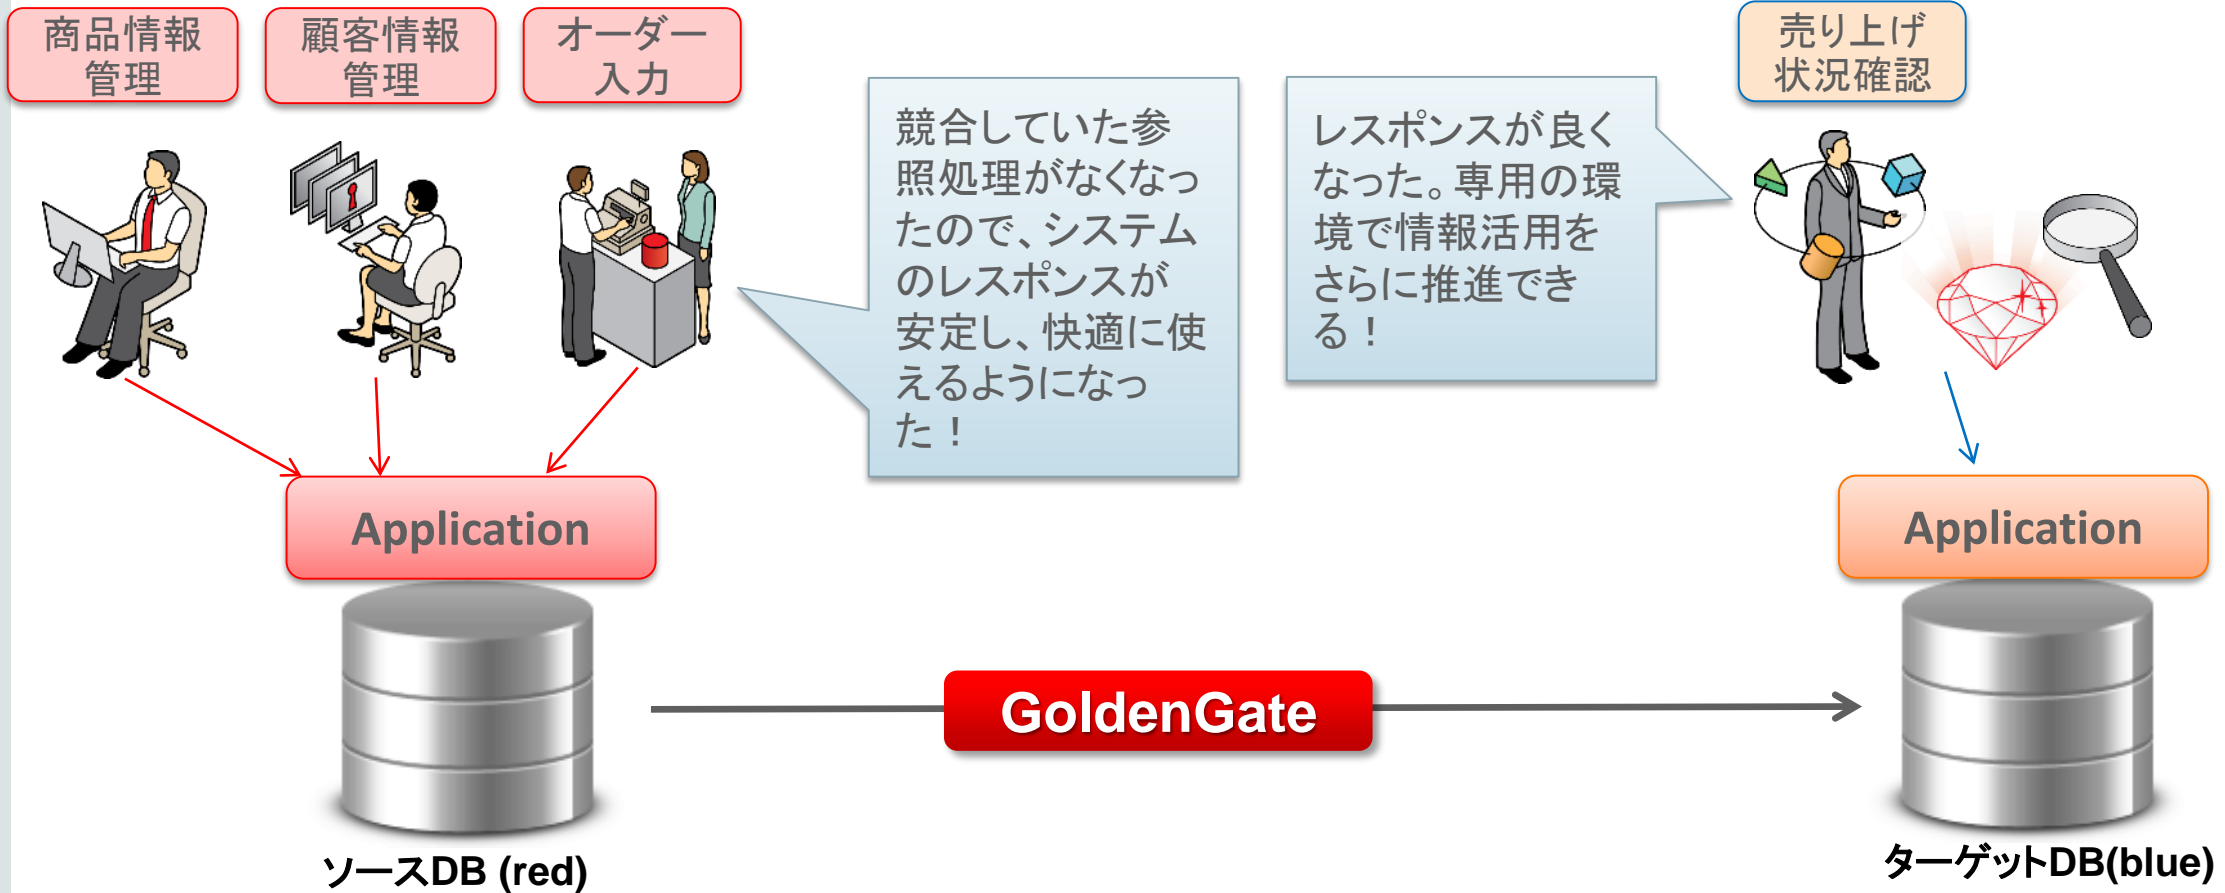 商品情報
管理
顧客情報
管理
オーダー
入力
競合していた参
照処理がなくなっ
たので、システム
のレスポンスが
安定し、快適に使
えるようになっ
た！
レスポンスが良く
なった。専用の環
境で情報活用を
さらに推進でき
る！
売り上げ
状況確認
Application
Application
GoldenGate
ソースDB (red)
ターゲットDB(blue)